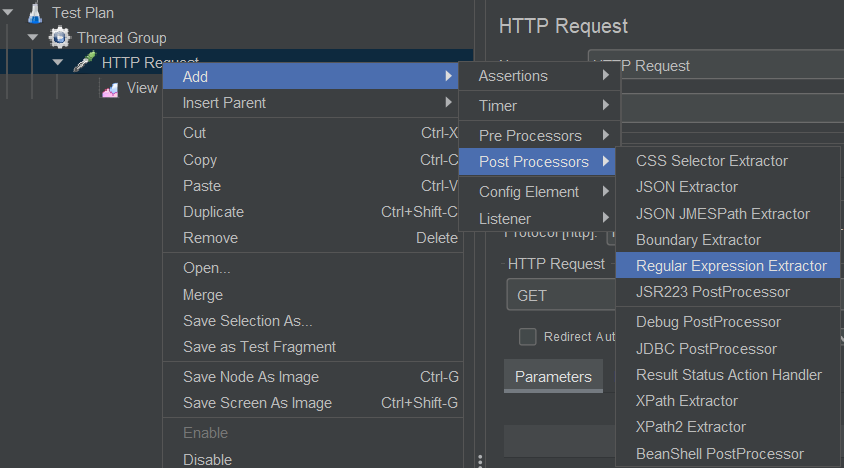 Test Plan
Thread Group
HTTP Request
View
Add
Insert Parent
Cut Ctrl-X
Copy Ctrl-C
Paste Ctrl-V
Duplicate Ctrl+Shift-C
Remove Delete
Open...
Merge
Save Selection As...
Save as Test Fragment
Save Node As Image Ctrl-G
Save Screen As Image Ctrl+Shift-G
Enable
Disable
Assertions
Timer
Pre Processors
Post Processors
Config Element
Listener
CSS Selector Extractor
JSON Extractor
JSON JMESPath Extractor
Boundary Extractor
Regular Expression Extractor
JSR223 PostProcessor
Debug PostProcessor
JDBC PostProcessor
Result Status Action Handler
XPath Extractor
XPath2 Extractor
BeanShell PostProcessor
HTTP Request
HTTP Request
Protocol [http]:
HTTP Request
GET
Redirect Aut
Parameters